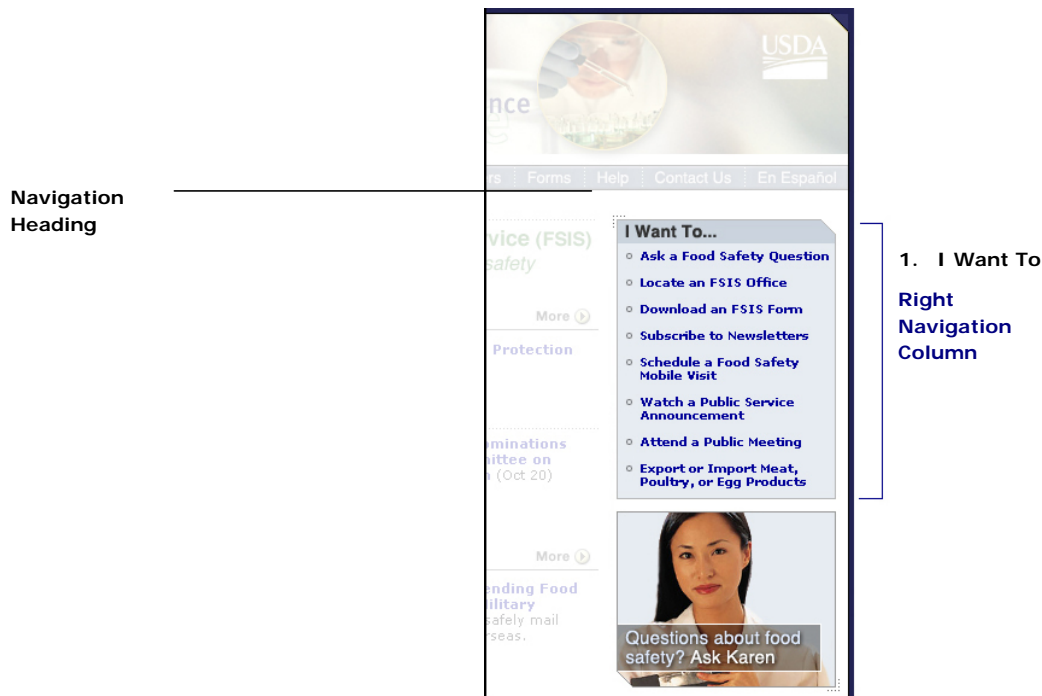 USDA
nce
rs Forms Help Contact Us En Español
Navigation
Heading
vice (FSIS)
safety
More
Protection
ominations
ittee on
(Oct 20)
More
ending Food
ilitary
safely mail
rseas.
I Want To...
Ask a Food Safety Question
Locate an FSIS Office
Download an FSIS Form
Subscribe to Newsletters
Schedule a Food Safety
Mobile Visit
Watch a Public Service
Announcement
Attend a Public Meeting
Export or Import Meat,
Poultry, or Egg Products
Questions about food
safety? Ask Karen
1. I Want To
Right
Navigation
Column